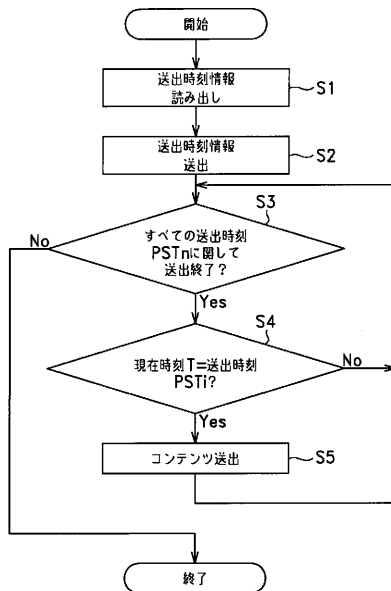 開始
送出時刻情報
読み出し
S1
送出時刻情報
送出
S2
S3
すべての送出時刻
PSTnに関して
送出終了?
No
Yes
S4
現在時刻T=送出時刻
PSTi?
No
Yes
コンテンツ送出
S5
終了